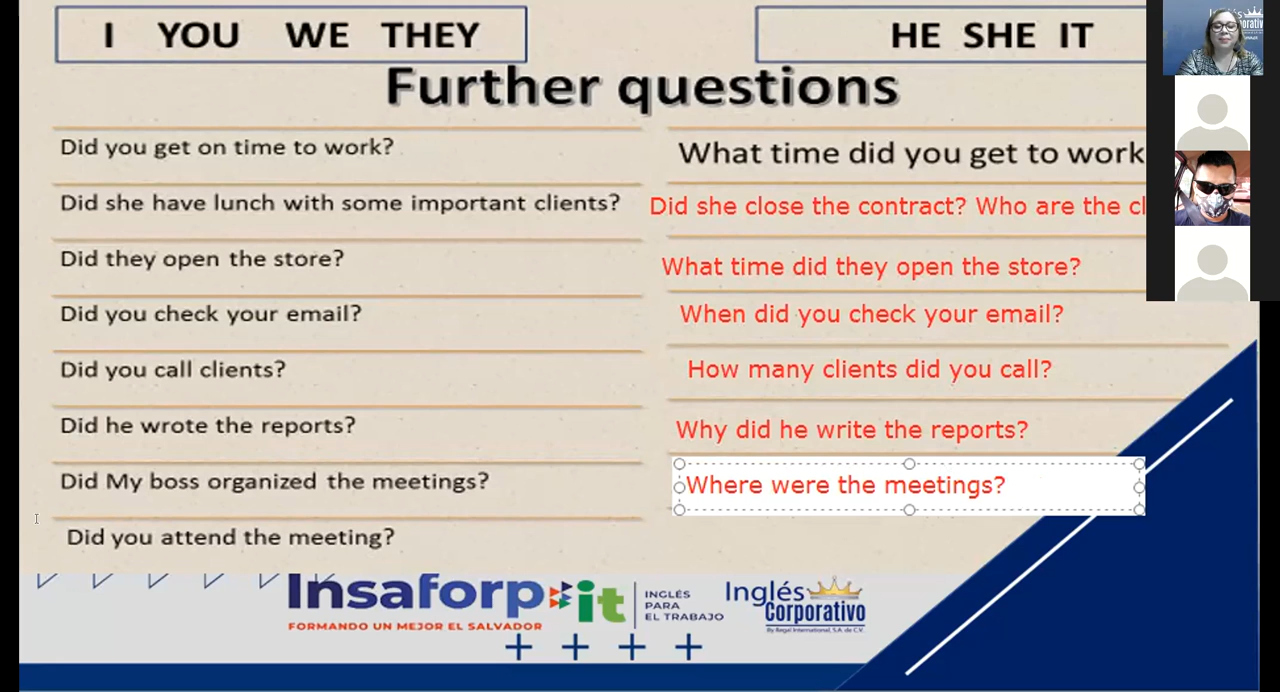 I YOU WE THEY
HE SHE IT
Further questions
Did you get on time to work?
What time did you get to work
Did she have lunch with some important clients?
Did she close the contract? Who are the
Did they open the store?
What time did they open the store?
Did you check your email?
When did you check your email?
Did you call clients?
How many clients did you call?
Did he wrote the reports?
Why did he write the reports?
Did My boss organized the meetings?
Where were the meetings?
Did you attend the meeting?
Insaforp it
INGLÉS
PARA
EL TRABAJO
FORMANDO UN MEJOR EL SALVADOR
Inglés
Corporativo
By Regal International, S.A. de C.V.